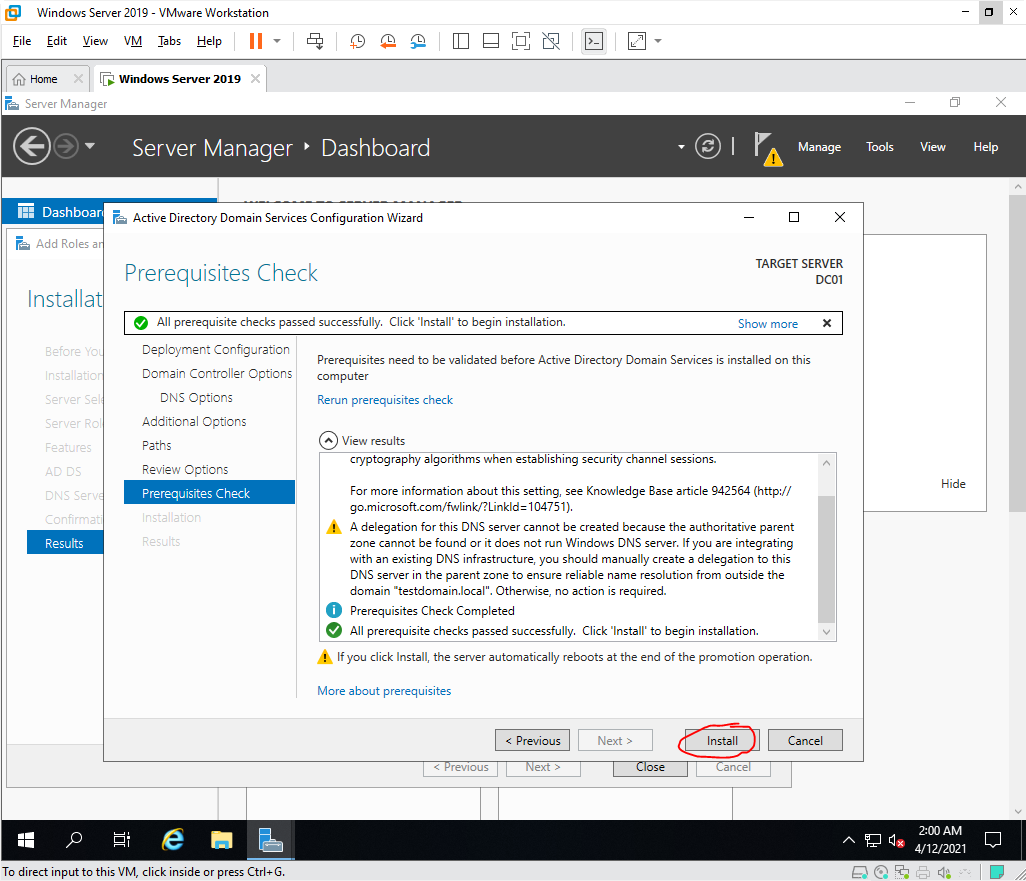 Windows Server 2019 - VMware Workstation
File Edit View VM Tabs Help
Home
Windows Server 2019
Server Manager
Server Manager Dashboard
Manage Tools View Help
Dashboar
Add Roles an
Active Directory Domain Services Configuration Wizard
Installat
Before You
Installation
Server Sele
Server Role
Features
AD DS
DNS Serve
Confirmati
Results
Prerequisites Check
TARGET SERVER
DC01
All prerequisite checks passed successfully. Click 'Install' to begin installation.
Show more
Deployment Configuration
Domain Controller Options
DNS Options
Additional Options
Paths
Review Options
Prerequisites Check
Installation
Results
Prerequisites need to be validated before Active Directory Domain Services is installed on this
computer
Rerun prerequisites check
View results
cryptography algorithms when establishing security channel sessions.
For more information about this setting, see Knowledge Base article 942564 (http://
go.microsoft.com/fwlink/?LinkId=104751).
A delegation for this DNS server cannot be created because the authoritative parent
zone cannot be found or it does not run Windows DNS server. If you are integrating
with an existing DNS infrastructure, you should manually create a delegation to this
DNS server in the parent zone to ensure reliable name resolution from outside the
domain "testdomain.local". Otherwise, no action is required.
Prerequisites Check Completed
All prerequisite checks passed successfully. Click 'Install' to begin installation.
If you click Install, the server automatically reboots at the end of the promotion operation.
More about prerequisites
Hide
< Previous Next > Install Cancel
< Previous Next > Close Cancel
2:00 AM
4/12/2021
To direct input to this VM, click inside or press Ctrl+G.